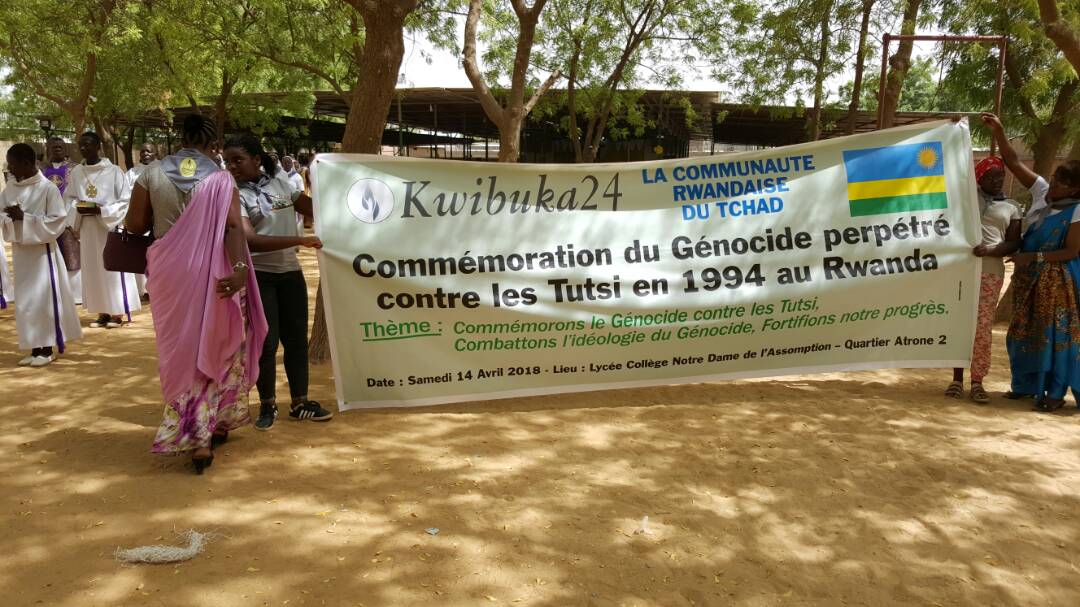 Kwibuka24
LA COMMUNAUTE
RWANDAISE
DU TCHAD
Commémoration du Génocide perpétré
contre les Tutsi en 1994 au Rwanda
Thème : Commémorons le Génocide contre les Tutsi,
Combattons l'idéologie du Génocide, Fortifions notre progrès.
Date : Samedi 14 Avril 2018 - Lieu : Lycée Collège Notre Dame de l'Assomption – Quartier Atrone 2